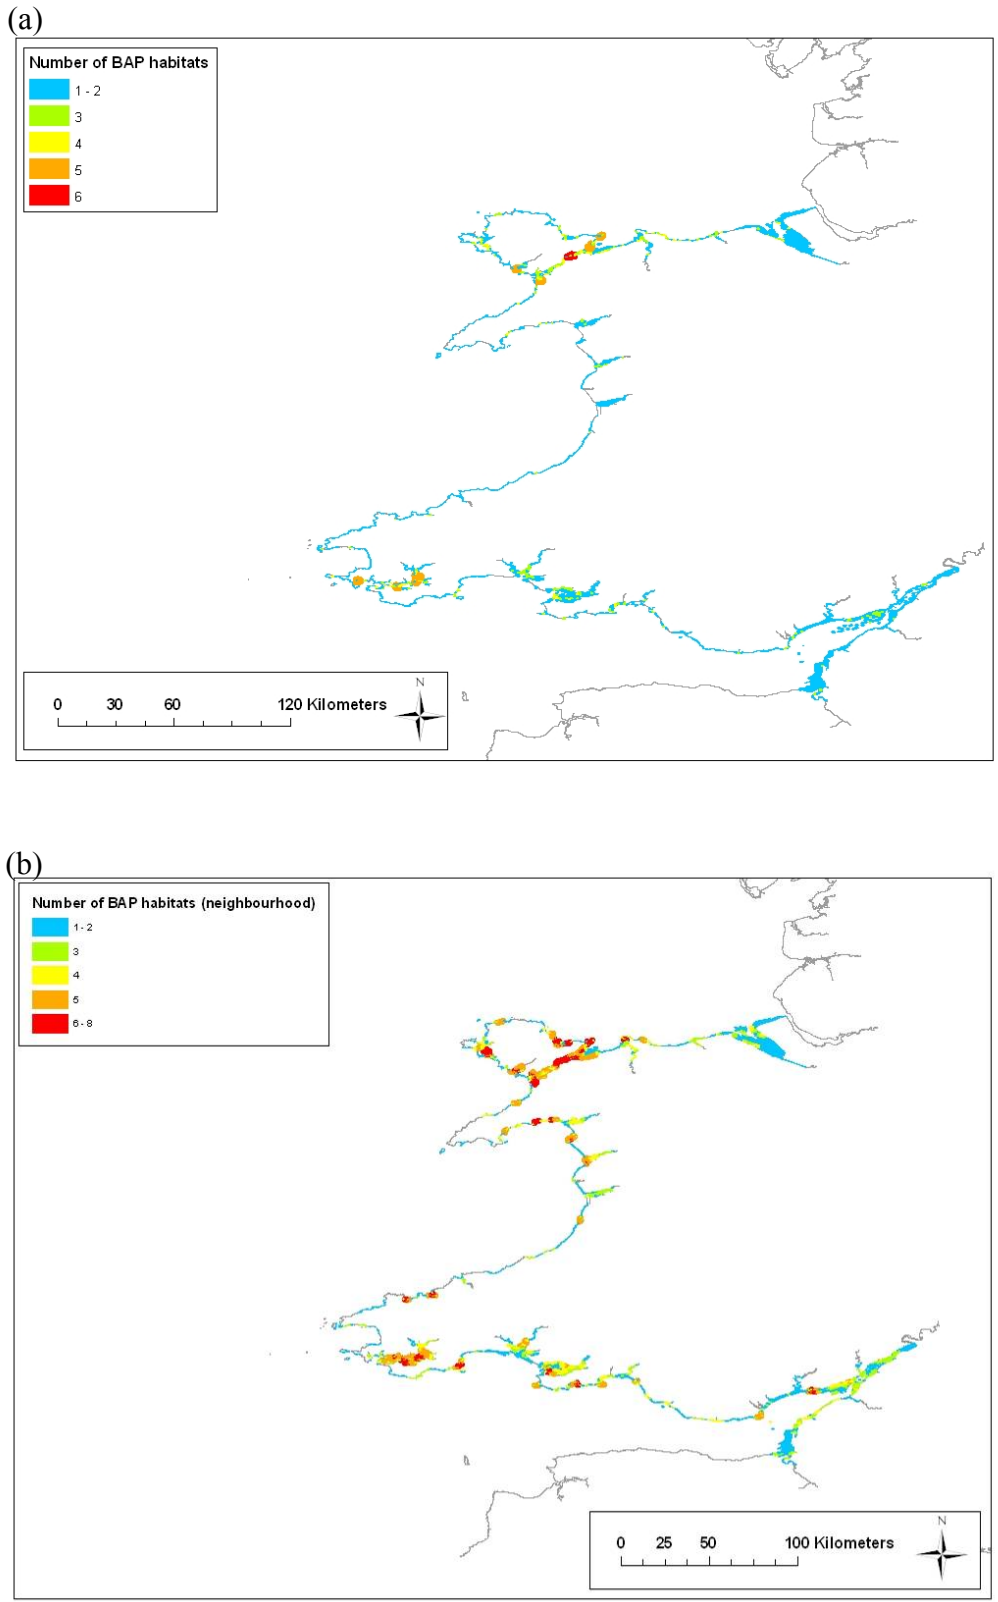 (a)
Number of BAP habitats
1 - 2
3
4
5
6
N
0 30 60 120 Kilometers
(b)
Number of BAP habitats (neighbourhood)
1 - 2
3
4
5
6 - 8
N
0 25 50 100 Kilometers